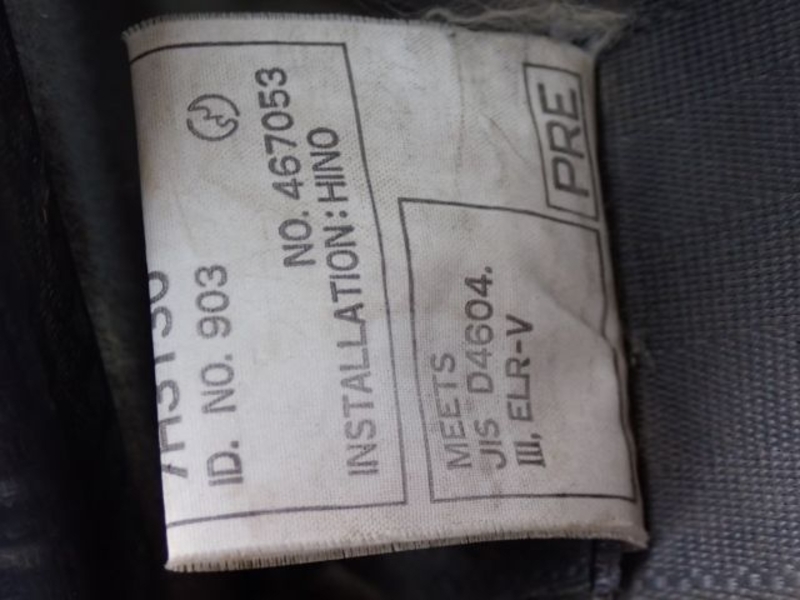 ID. NO. 903
NO. 467053
INSTALLATION: HINO
MEETS
JIS D4604.
III, ELR-V
PRE